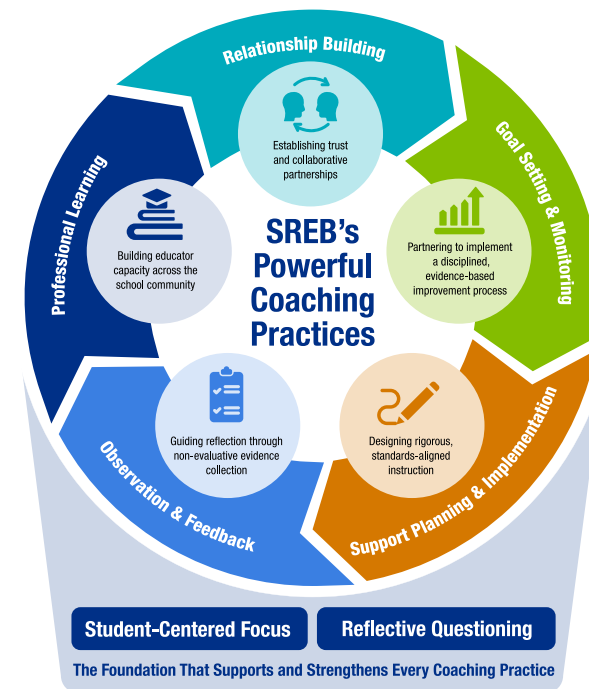 Relationship Building
Establishing trust
and collaborative
partnerships
Goal Setting & Monitoring
Partnering to implement
a disciplined,
evidence-based
improvement process
Support Planning & Implementation
Designing rigorous,
standards-aligned
instruction
Observation & Feedback
Guiding reflection through
non-evaluative evidence
collection
Professional Learning
Building educator
capacity across the
school community
SREB's
Powerful
Coaching
Practices
Student-Centered Focus
Reflective Questioning
The Foundation That Supports and Strengthens Every Coaching Practice